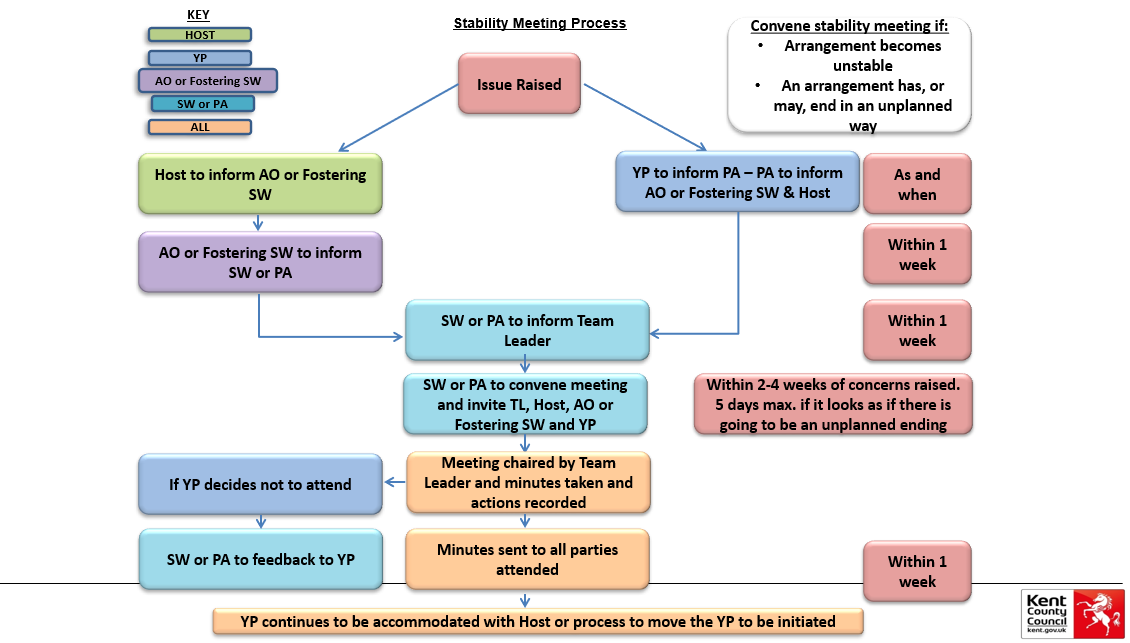 KEY
HOST
YP
AO or Fostering SW
SW or PA
ALL
Stability Meeting Process
Convene stability meeting if:
• Arrangement becomes
unstable
• An arrangement has, or
may, end in an unplanned
way
Issue Raised
Host to inform AO or Fostering
SW
YP to inform PA – PA to inform
AO or Fostering SW & Host
As and
when
AO or Fostering SW to inform
SW or PA
Within 1
week
SW or PA to inform Team
Leader
Within 1
week
SW or PA to convene meeting
and invite TL, Host, AO or
Fostering SW and YP
Within 2-4 weeks of concerns raised.
5 days max. if it looks as if there is
going to be an unplanned ending
If YP decides not to attend
Meeting chaired by Team
Leader and minutes taken and
actions recorded
SW or PA to feedback to YP
Minutes sent to all parties
attended
Within 1
week
YP continues to be accommodated with Host or process to move the YP to be initiated
Kent
County
Council
kent.gov.uk
2